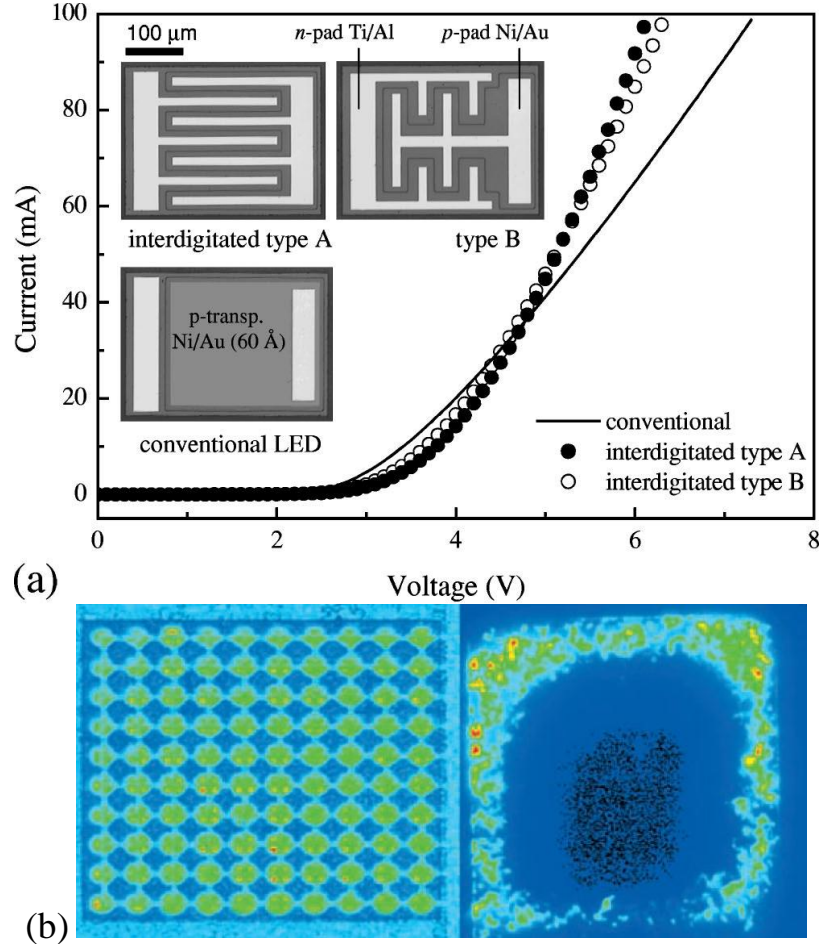 100 μm
n-pad Ti/Al
p-pad Ni/Au
interdigitated type A
type B
p-transp.
Ni/Au (60 Å)
conventional LED
conventional
interdigitated type A
interdigitated type B
Currrent (mA)
100
80
60
40
20
0
0 2 4 6 8
Voltage (V)
(a)
(b)